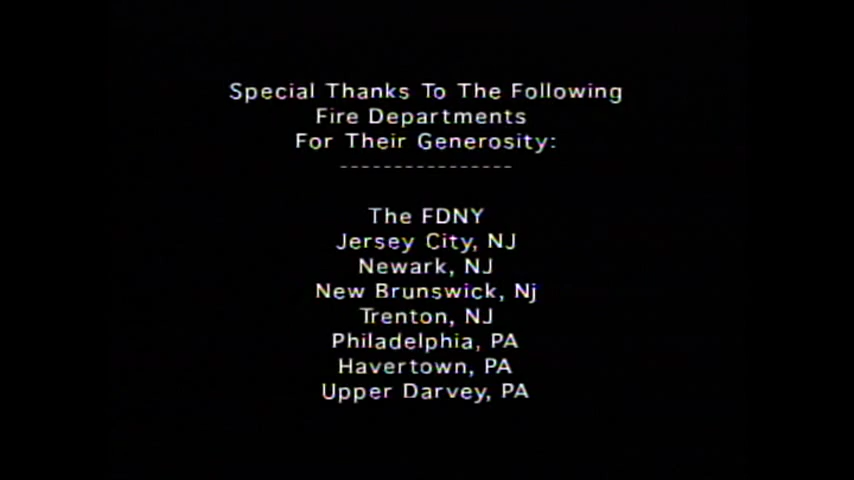 Special Thanks To The Following
Fire Departments
For Their Generosity:
----------------
The FDNY
Jersey City, NJ
Newark, NJ
New Brunswick, Nj
Trenton, NJ
Philadelphia, PA
Havertown, PA
Upper Darvey, PA